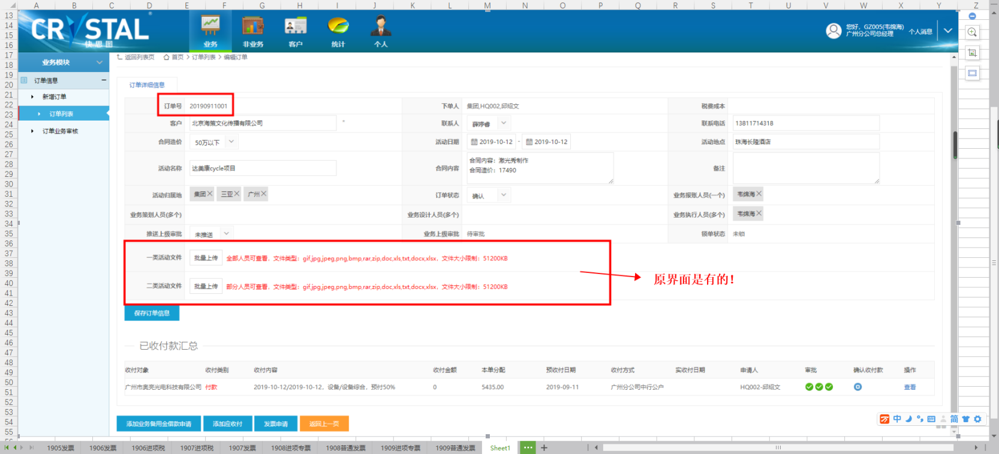 A B C D E F G H I J K L M N O P Q R S T U V W X Y Z
13
14
15
16
17
18
19
20
21
22
23
24
25
26
27
28
29
30
31
32
33
34
35
36
37
38
39
40
41
42
43
44
45
46
47
48
49
50
51
52
53
54
55
CRYSTAL ®
快思图
业务 非业务 客户 统计 个人
您好，GZ005(韦绵海)
广州分公司总经理
个人消息
业务模块
订单信息
新增订单
订单列表
订单业务审核
返回列表页 首页 > 订单列表 > 编辑订单
订单详细信息
订单号 20190911001 下单人 集团,HQ002,邱绍文 税费成本
客户 北京海策文化传播有限公司 * 联系人 薛婷睿 联系电话 13811714318
合同造价 50万以下 活动日期 2019-10-12 - 2019-10-12 活动地点 珠海长隆酒店
活动名称 达美康cycle项目 合同内容 合同内容：激光秀制作
合同造价：17490
备注
活动归属地 集团 三亚 广州 订单状态 确认 业务报账人员(一个) 韦绵海
业务策划人员(多个) 业务设计人员(多个) 业务执行人员(多个) 韦绵海
推送上级审批 未推送 业务上级审批 待审批 锁单状态 未锁
一类活动文件 批量上传 全部人员可查看，文件类型：gif,jpg,jpeg,png,bmp,rar,zip,doc,xls,txt,docx,xlsx，文件大小限制：51200KB
二类活动文件 批量上传 部分人员可查看，文件类型：gif,jpg,jpeg,png,bmp,rar,zip,doc,xls,txt,docx,xlsx，文件大小限制：51200KB
原界面是有的！
保存订单信息
已收付款汇总
收付对象 收付类别 收付内容 收付金额 本单分配 预收付日期 收付方式 实收付日期 申请人 审批 确认收付款 操作
广州市奥亮光电科技有限公司 付款 2019-10-12/2019-10-12，设备/设备综合，预付50% 0 5435.00 2019-09-11 广州分公司中行公户 HQ002-邱绍文 查看
添加业务备用金借款申请 添加应收付 发票申请 返回上一页
中 简
1905发票 1906发票 1906进项税 1907进项税 1907发票 1908进项专票 1908普通发票 1909进项专票 1909普通发票 Sheet1 ··· +